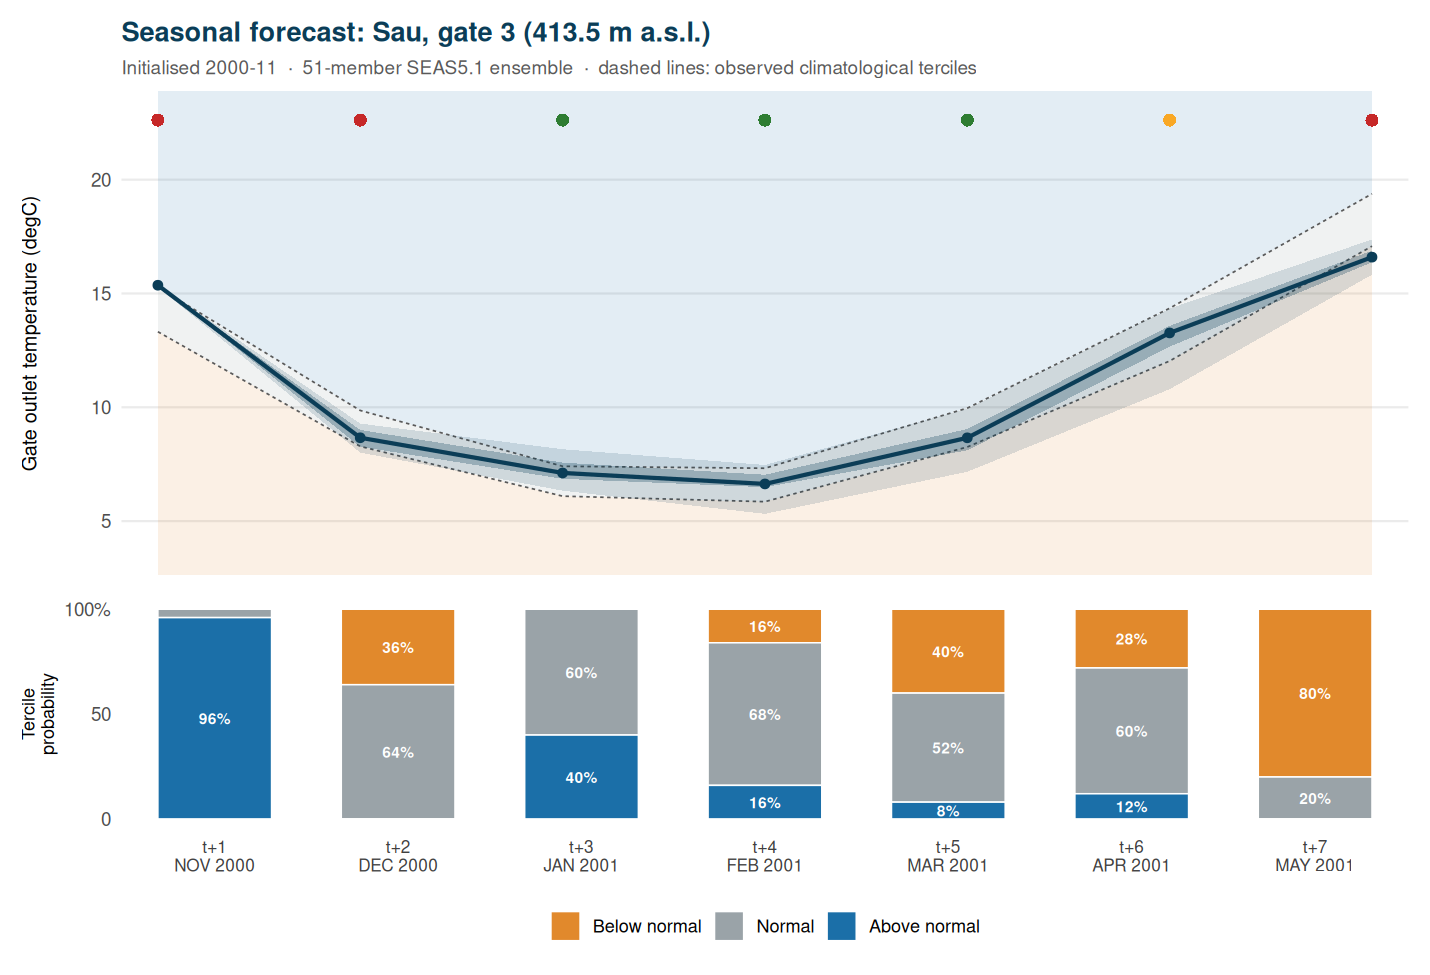 Seasonal forecast: Sau, gate 3 (413.5 m a.s.l.)
Initialised 2000-11 · 51-member SEAS5.1 ensemble · dashed lines: observed climatological terciles
Gate outlet temperature (degC)
20
15
10
5
Tercile
probability
100%
50
0
96%
36%
64%
60%
40%
16%
68%
16%
40%
52%
8%
28%
60%
12%
80%
20%
t+1
NOV 2000
t+2
DEC 2000
t+3
JAN 2001
t+4
FEB 2001
t+5
MAR 2001
t+6
APR 2001
t+7
MAY 2001
Below normal
Normal
Above normal